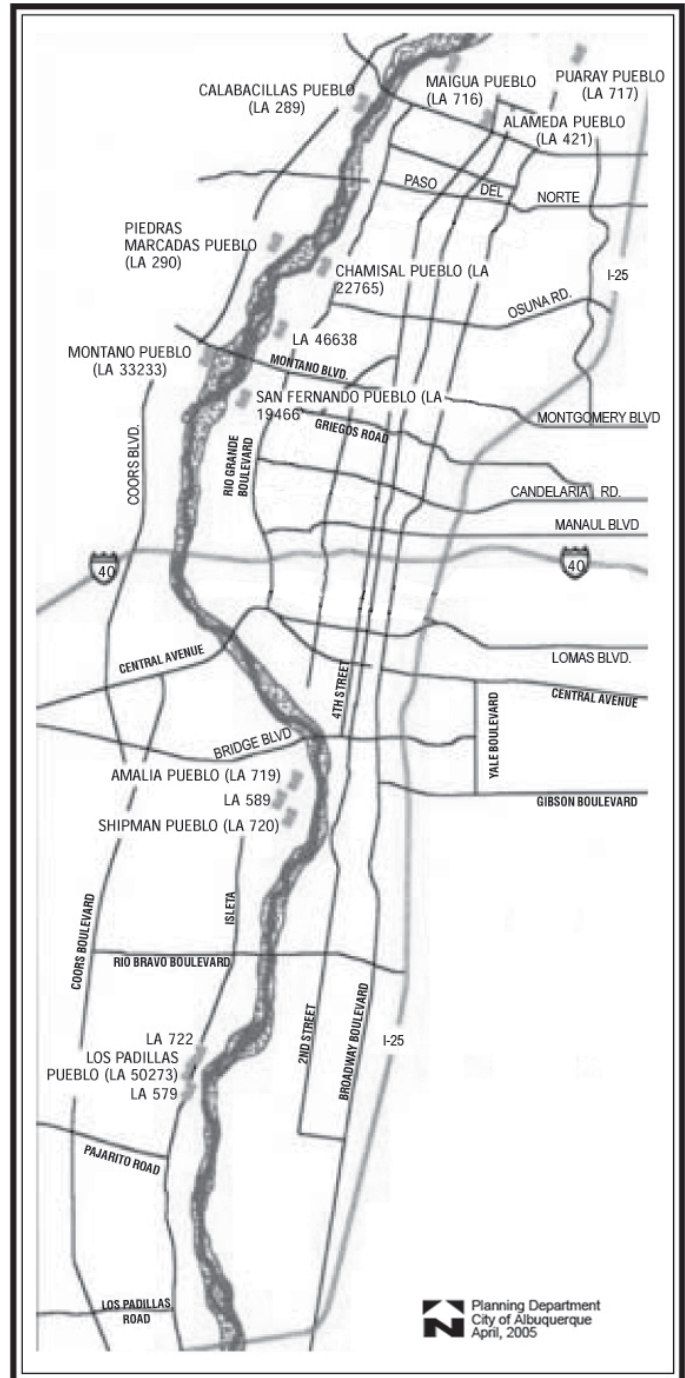 CALABACILLAS PUEBLO
(LA 289)
MAIGUA PUEBLO
(LA 716)
PUARAY PUEBLO
(LA 717)
ALAMEDA PUEBLO
(LA 421)
PASO
DEL
NORTE
PIEDRAS
MARCADAS PUEBLO
(LA 290)
CHAMISAL PUEBLO (LA
22765)
I-25
OSUNA RD.
LA 46638
MONTANO PUEBLO
(LA 33233)
MONTANO BLVD.
SAN FERNANDO PUEBLO (LA
19466
GRIEGOS ROAD
MONTGOMERY BLVD
COORS BLVD.
RIO GRANDE
BOULEVARD
CANDELARIA RD.
MANAUL BLVD
40
40
CENTRAL AVENUE
LOMAS BLVD.
4TH STREET
CENTRAL AVENUE
BRIDGE BLVD
YALE BOULEVARD
AMALIA PUEBLO (LA 719)
LA 589
GIBSON BOULEVARD
SHIPMAN PUEBLO (LA 720)
ISLETA
COORS BOULEVARD
RIO BRAVO BOULEVARD
2ND STREET
BROADWAY BOULEVARD
I-25
LA 722
LOS PADILLAS
PUEBLO (LA 50273)
LA 579
PAJARITO ROAD
LOS PADILLAS
ROAD
N
Planning Department
City of Albuquerque
April, 2005